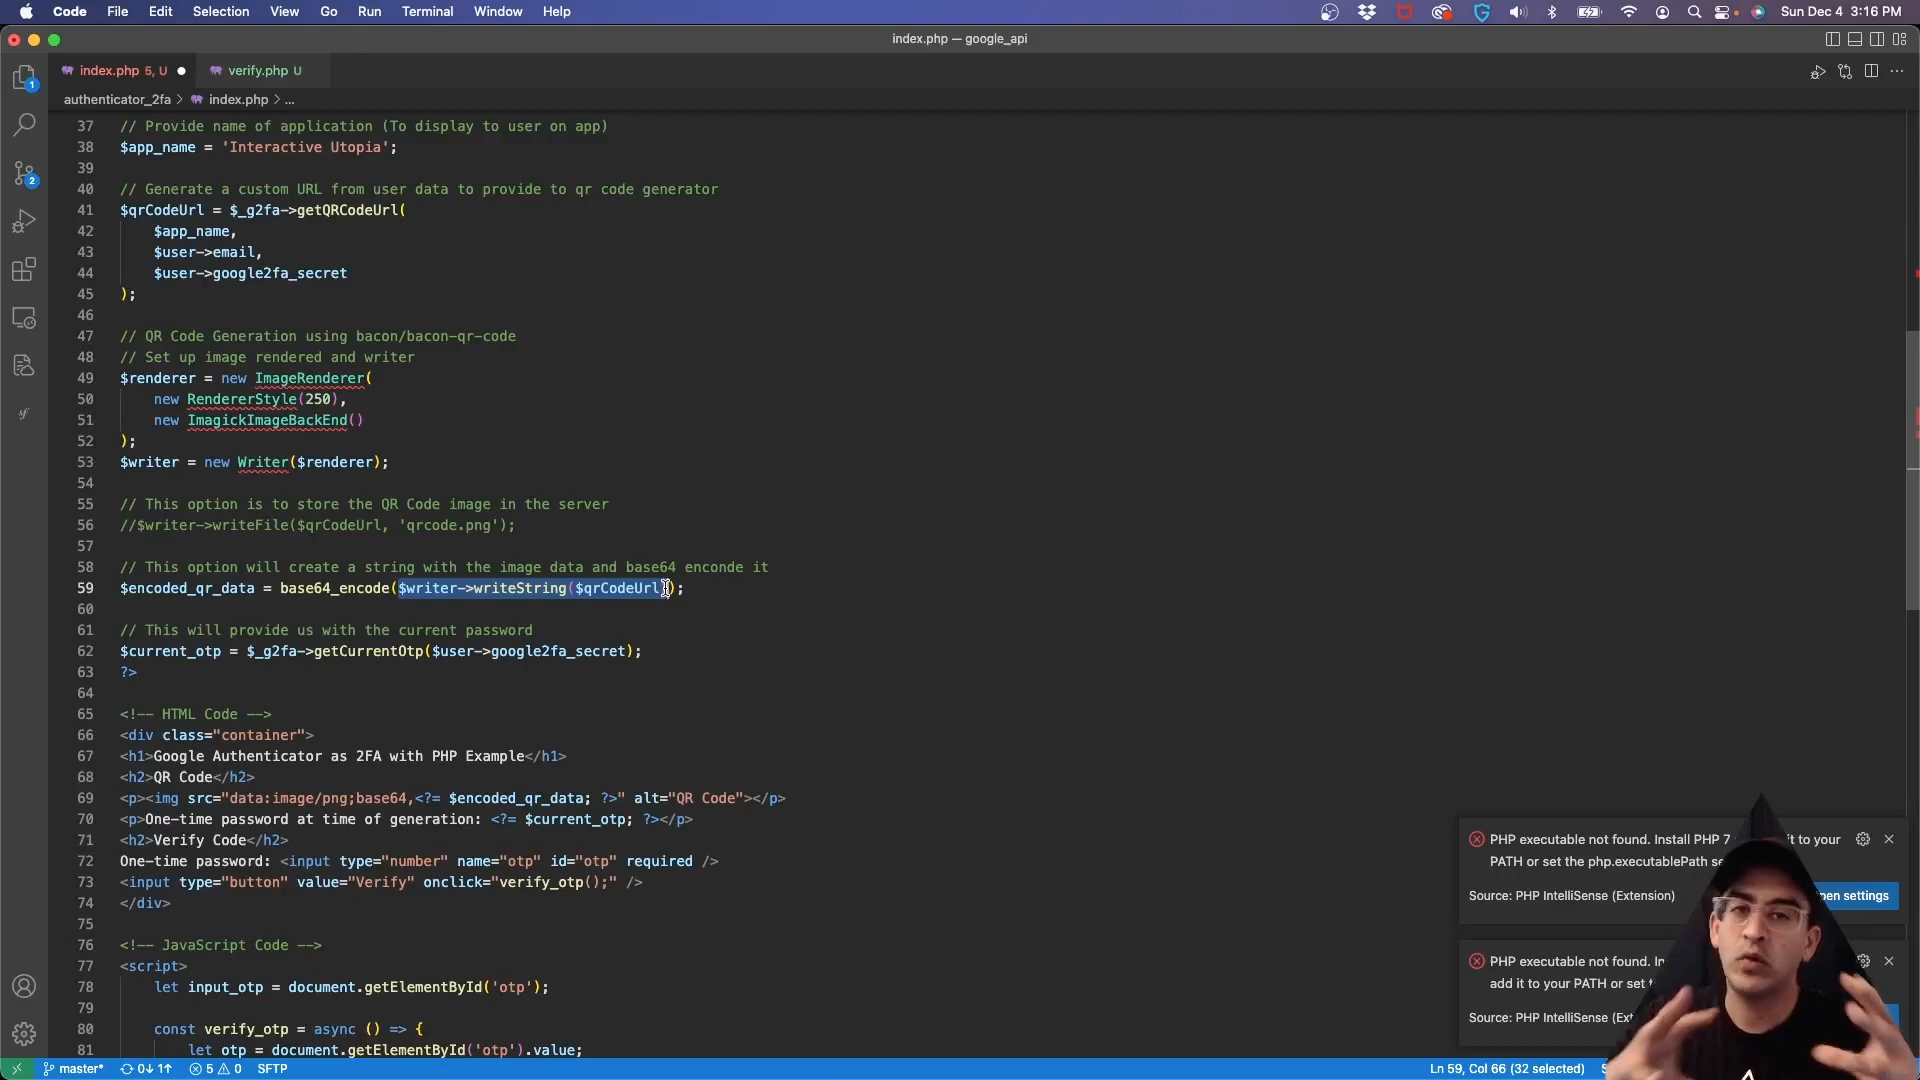 Code File Edit Selection View Go Run Terminal Window Help Sun Dec 4 3:16 PM
index.php — google_api
index.php 5, U verify.php U
authenticator_2fa > index.php > ...
1
2
37 // Provide name of application (To display to user on app)
38 $app_name = 'Interactive Utopia';
39
40 // Generate a custom URL from user data to provide to qr code generator
41 $qrCodeUrl = $_g2fa->getQRCodeUrl(
42 $app_name,
43 $user->email,
44 $user->google2fa_secret
45 );
46
47 // QR Code Generation using bacon/bacon-qr-code
48 // Set up image rendered and writer
49 $renderer = new ImageRenderer(
50 new RendererStyle(250),
51 new ImagickImageBackEnd()
52 );
53 $writer = new Writer($renderer);
54
55 // This option is to store the QR Code image in the server
56 //$writer->writeFile($qrCodeUrl, 'qrcode.png');
57
58 // This option will create a string with the image data and base64 enconde it
59 $encoded_qr_data = base64_encode($writer->writeString($qrCodeUrl));
60
61 // This will provide us with the current password
62 $current_otp = $_g2fa->getCurrentOtp($user->google2fa_secret);
63 ?>
64
65 <!-- HTML Code -->
66 <div class="container">
67 <h1>Google Authenticator as 2FA with PHP Example</h1>
68 <h2>QR Code</h2>
69 <p><img src="data:image/png;base64,<?= $encoded_qr_data; ?>" alt="QR Code"></p>
70 <p>One-time password at time of generation: <?= $current_otp; ?></p>
71 <h2>Verify Code</h2>
72 One-time password: <input type="number" name="otp" id="otp" required />
73 <input type="button" value="Verify" onclick="verify_otp();" />
74 </div>
75
76 <!-- JavaScript Code -->
77 <script>
78 let input_otp = document.getElementById('otp');
79
80 const verify_otp = async () => {
81 let otp = document.getElementById('otp').value;
PHP executable not found. Install PHP 7 it to your
PATH or set the php.executablePath
Source: PHP IntelliSense (Extension) settings
PHP executable not found.
add it to your PATH or set
Source: PHP IntelliSense
master* 0↓ 1↑ 5 0 SFTP Ln 59, Col 66 (32 selected)